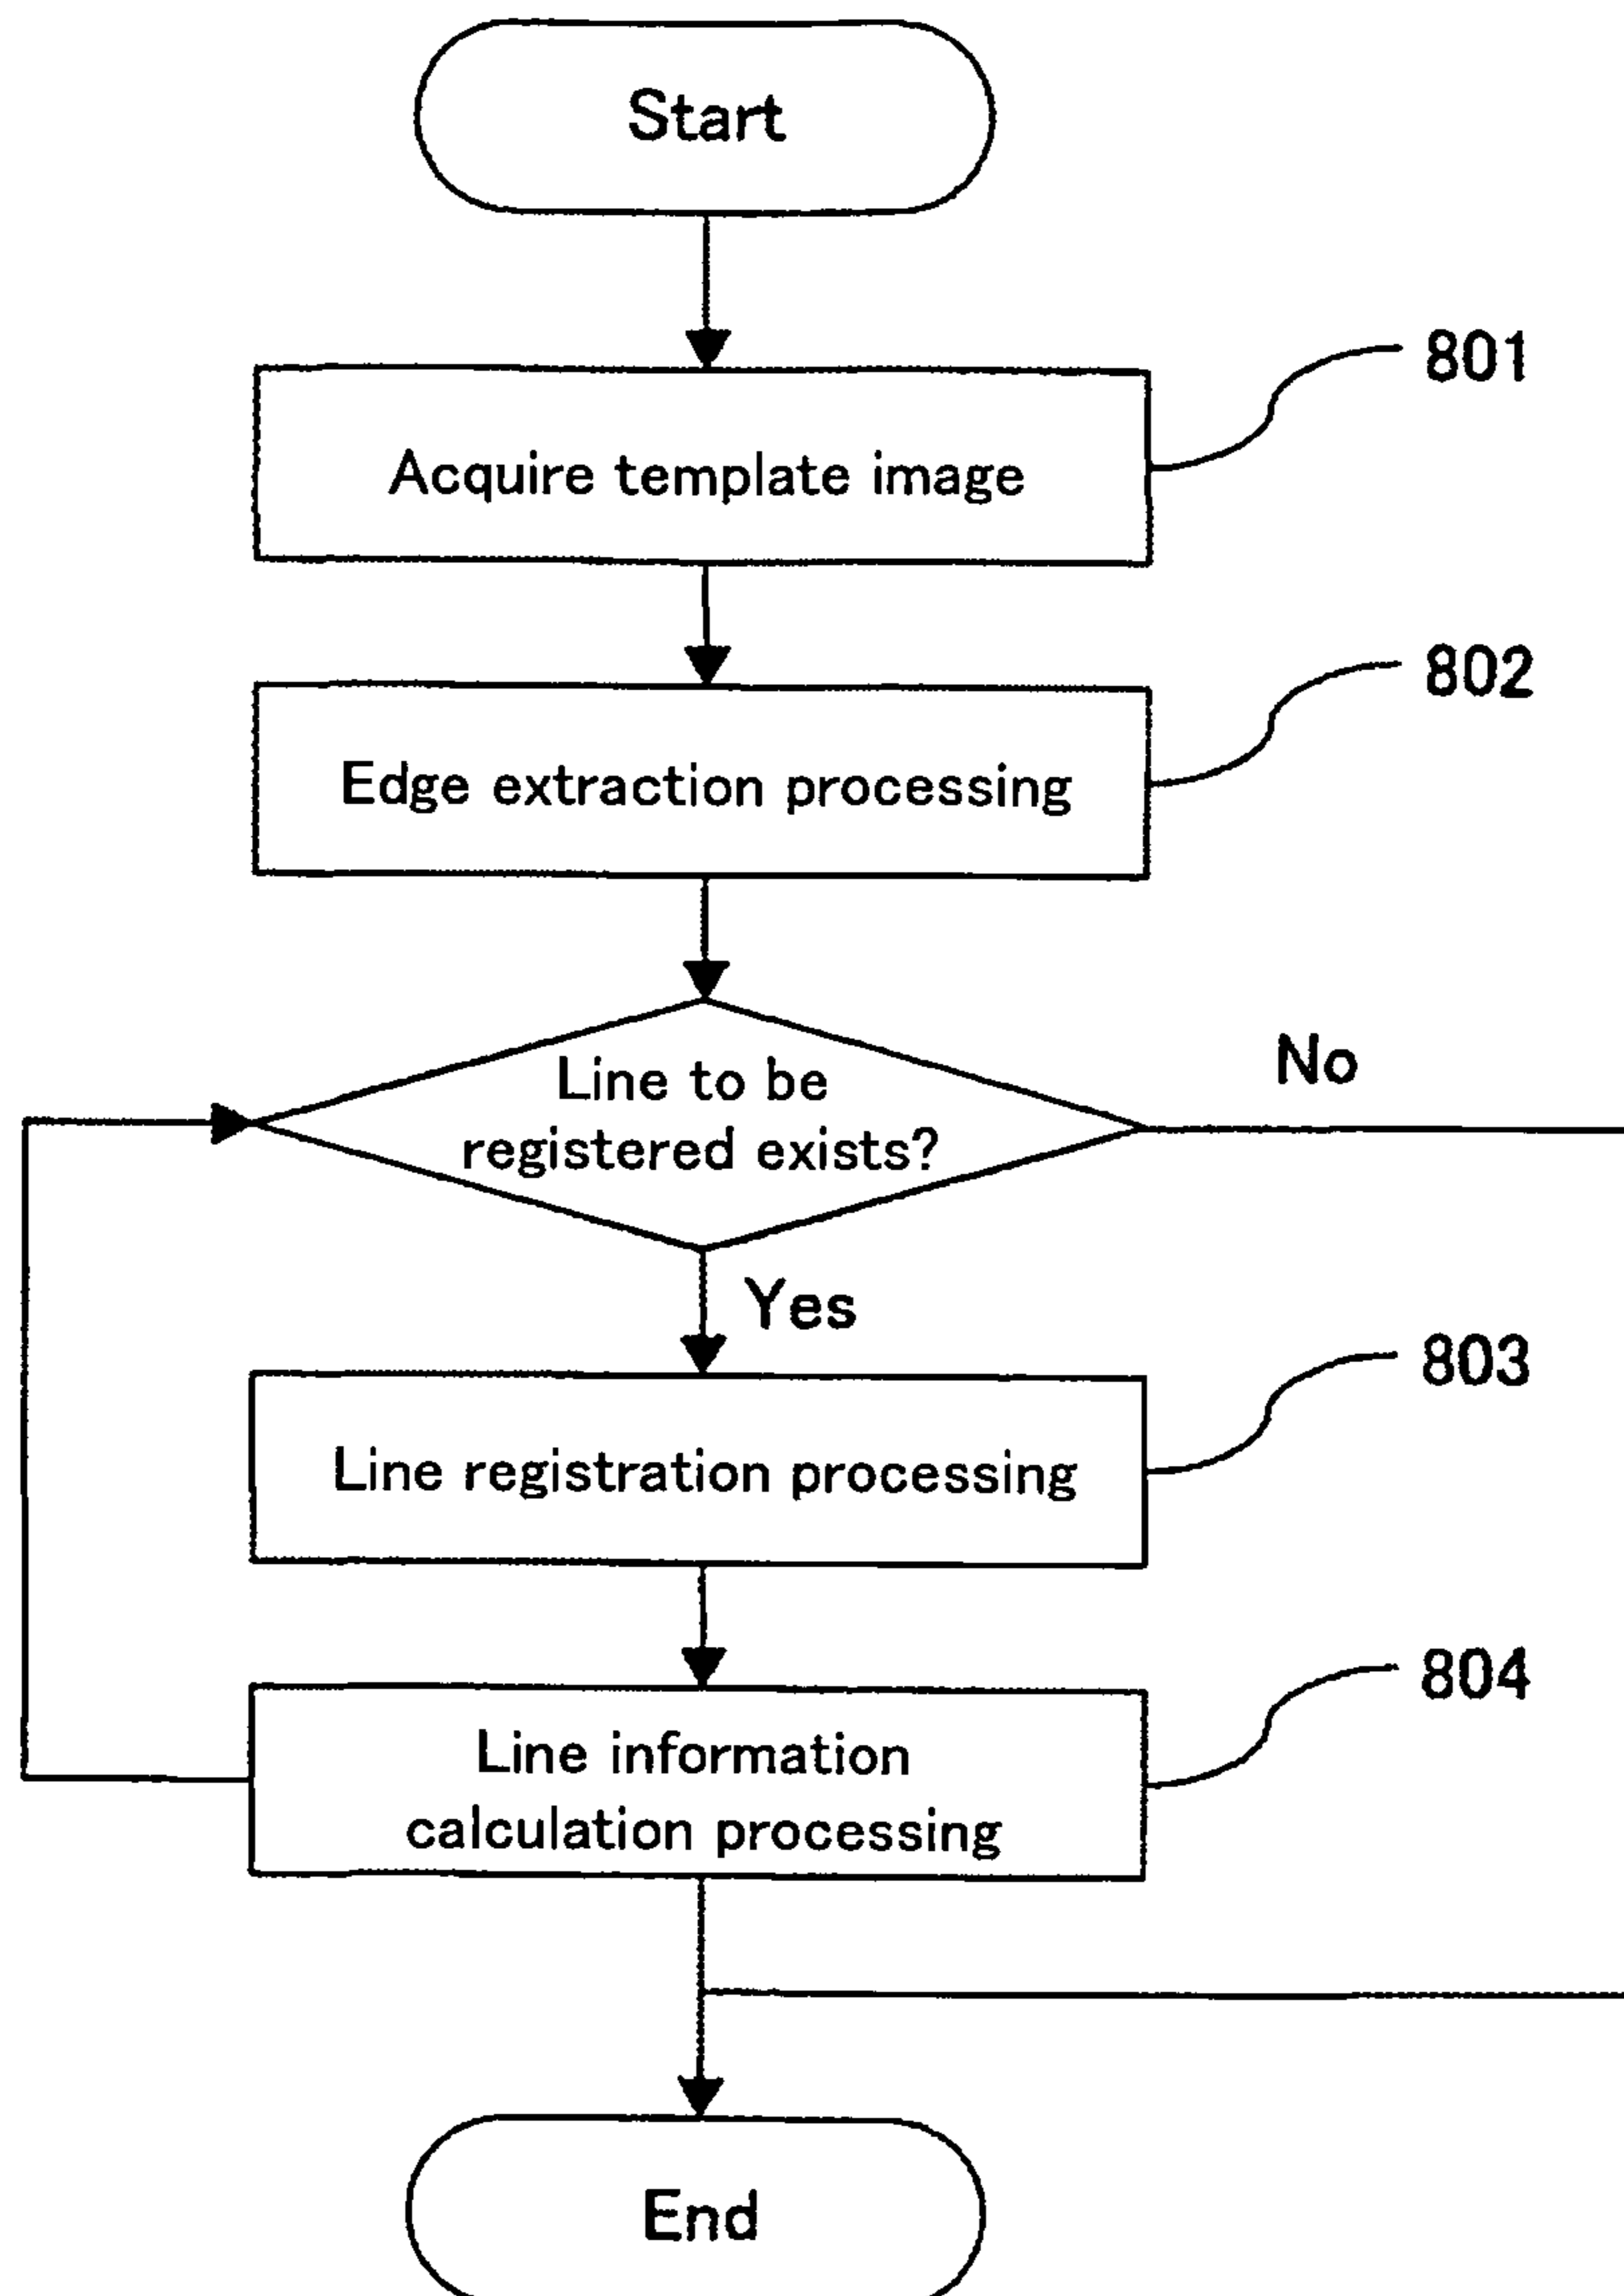 Start
801
Acquire template image
802
Edge extraction processing
Line to be
registered exists?
No
Yes
803
Line registration processing
804
Line information
calculation processing
End